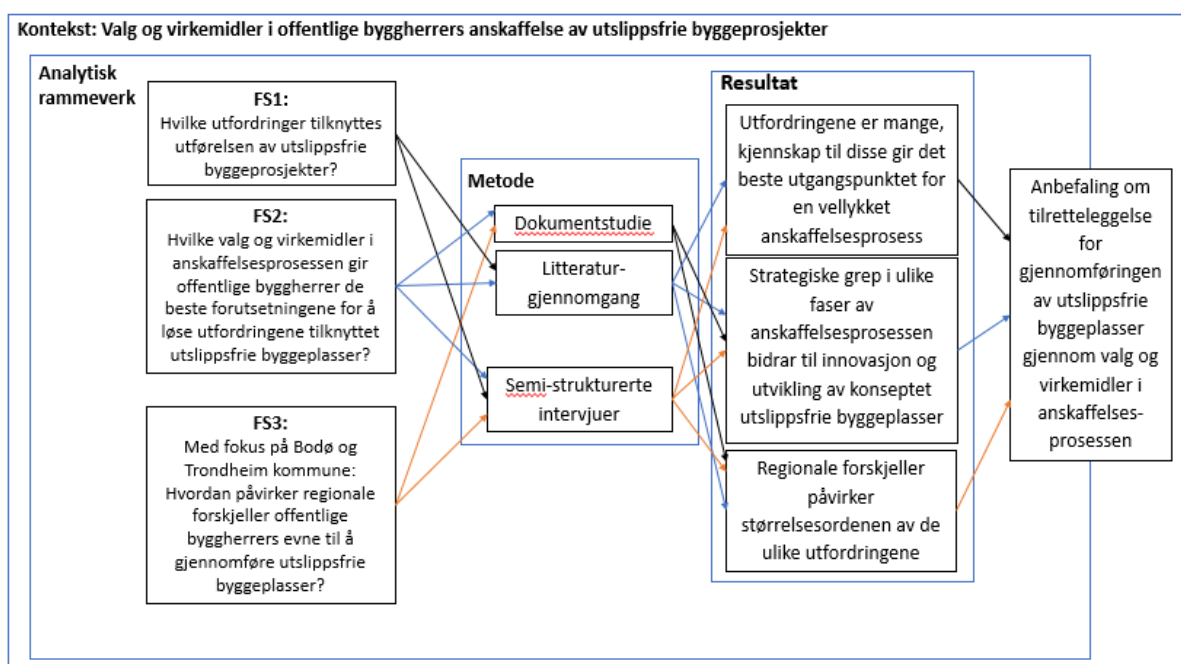 Kontekst: Valg og virkemidler i offentlige byggherrers anskaffelse av utslippsfrie byggeprosjekter
Analytisk
rammeverk
FS1:
Hvilke utfordringer tilknyttes
utførelsen av utslippsfrie
byggeprosjekter?
FS2:
Hvilke valg og virkemidler i
anskaffelsesprosessen gir
offentlige byggherrer de
beste forutsetningene for å
løse utfordringene tilknyttet
utslippsfrie byggeplasser?
FS3:
Med fokus på Bodø og
Trondheim kommune:
Hvordan påvirker regionale
forskjeller offentlige
byggherrers evne til å
gjennomføre utslippsfrie
byggeplasser?
Metode
Dokumentstudie
Litteratur-
gjennomgang
Semi-strukturerte
intervjuer
Resultat
Utfordringene er mange,
kjennskap til disse gir det
beste utgangspunktet for
en vellykket
anskaffelsesprosess
Strategiske grep i ulike
faser av
anskaffelsesprosessen
bidrar til innovasjon og
utvikling av konseptet
utslippsfrie byggeplasser
Regionale forskjeller
påvirker
størrelsesordenen av de
ulike utfordringene
Anbefaling om
tilretteleggelse
for
gjennomføringen
av utslippsfrie
byggeplasser
gjennom valg og
virkemidler i
anskaffelses-
prosessen